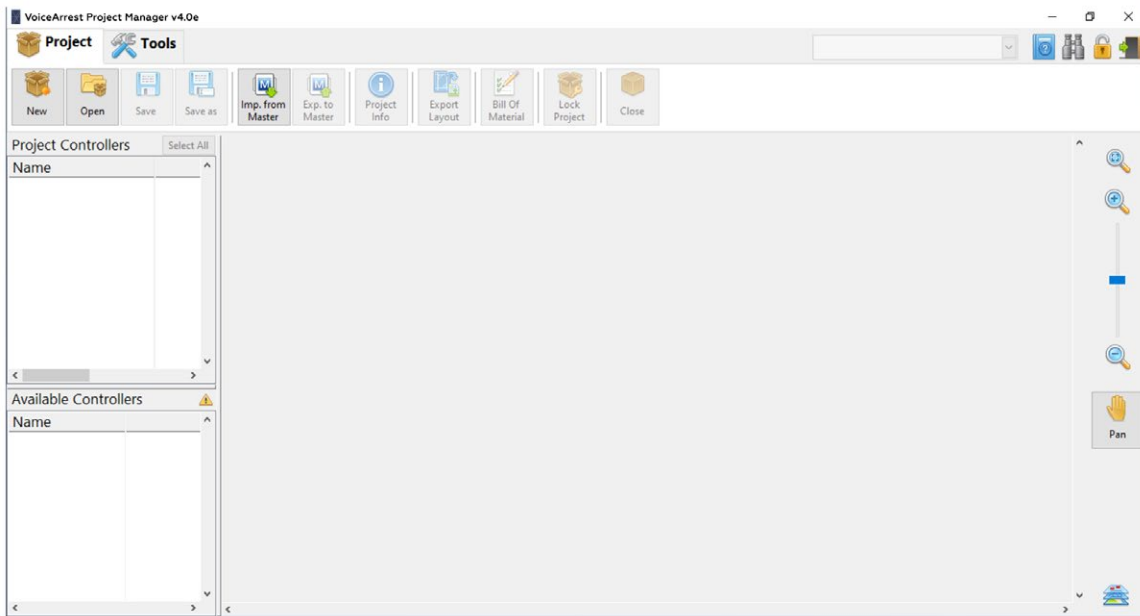 VoiceArrest Project Manager v4.0e
Project Tools
New Open Save Save as Imp. from Master Exp. to Master Project Info Export Layout Bill Of Material Lock Project Close
Project Controllers Select All
Name
Available Controllers
Name
Pan